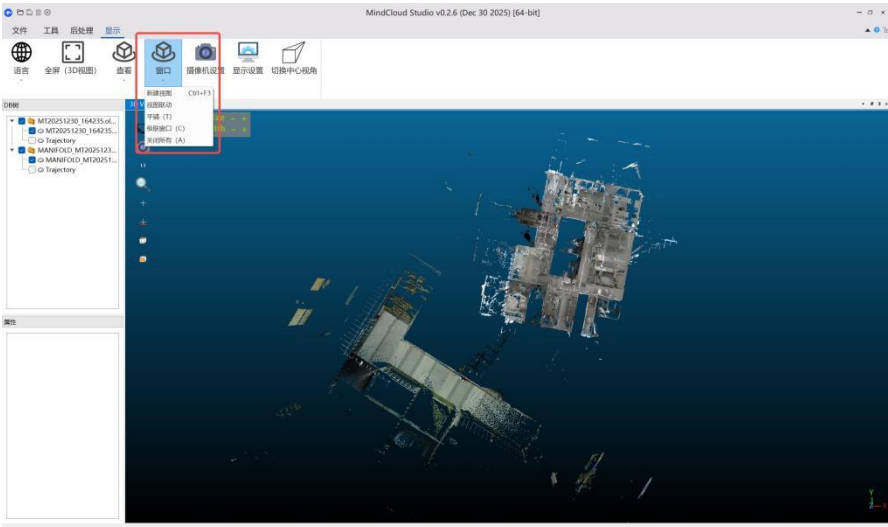 MindCloud Studio v0.2.6 (Dec 30 2025) [64-bit]
文件 工具 后处理 显示
语言 全屏 (3D视图) 查看 窗口 摄像机设置 显示设置 切换中心视角
新建视图 Ctrl+F3
视图联动
平铺 (T)
级联窗口 (C)
关闭所有 (A)
DB树
3D V
MT20251230_164235.ol...
MT20251230_164235...
Trajectory
MANIFOLD_MT2025123...
MANIFOLD_MT20251...
Trajectory
属性
Y